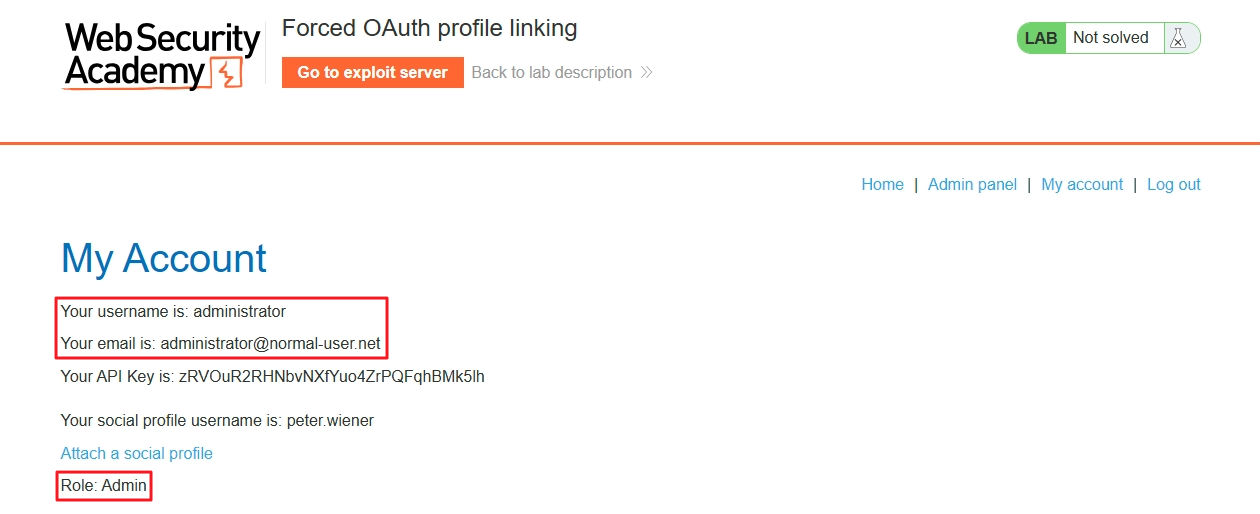 Web Security
Academy
Forced OAuth profile linking
Go to exploit server
Back to lab description
LAB Not solved
Home | Admin panel | My account | Log out
My Account
Your username is: administrator
Your email is: administrator@normal-user.net
Your API Key is: zRVOuR2RHNbvNXfYuo4ZrPQFqhBMk5lh
Your social profile username is: peter.wiener
Attach a social profile
Role: Admin